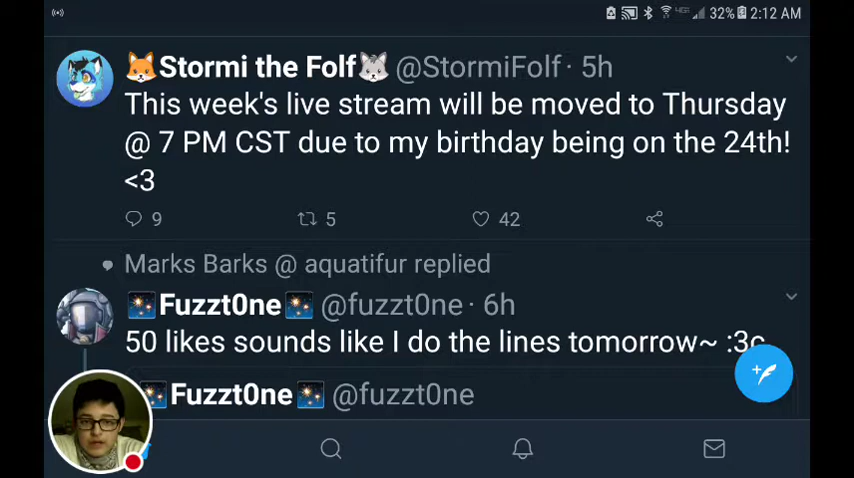 32% 2:12 AM
🦊Stormi the Folf🐺 @StormiFolf · 5h
This week's live stream will be moved to Thursday
@ 7 PM CST due to my birthday being on the 24th!
<3
9 5 42
Marks Barks @ aquatifur replied
🎇Fuzzt0ne🎇 @fuzzt0ne · 6h
50 likes sounds like I do the lines tomorrow~ :3c
🎇Fuzzt0ne🎇 @fuzzt0ne